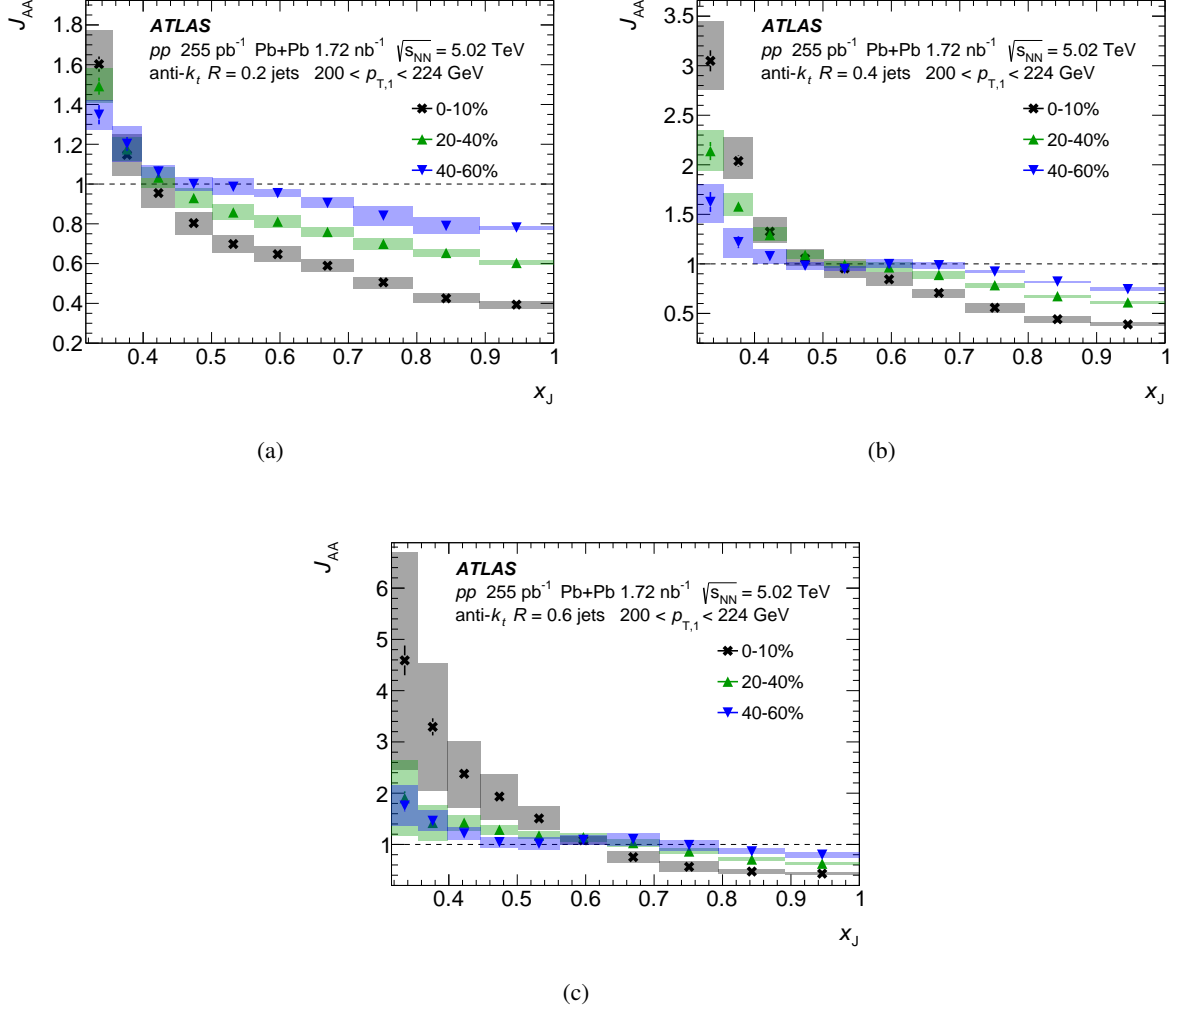 J_AA
1.8
1.6
1.4
1.2
1
0.8
0.6
0.4
0.2
ATLAS
pp 255 pb⁻¹ Pb+Pb 1.72 nb⁻¹ √s_NN = 5.02 TeV
anti-k_t R = 0.2 jets 200 < p_T,1 < 224 GeV
0-10%
20-40%
40-60%
0.4 0.5 0.6 0.7 0.8 0.9 1
x_J
(a)
J_AA
3.5
3
2.5
2
1.5
1
0.5
ATLAS
pp 255 pb⁻¹ Pb+Pb 1.72 nb⁻¹ √s_NN = 5.02 TeV
anti-k_t R = 0.4 jets 200 < p_T,1 < 224 GeV
0-10%
20-40%
40-60%
0.4 0.5 0.6 0.7 0.8 0.9 1
x_J
(b)
J_AA
6
5
4
3
2
1
ATLAS
pp 255 pb⁻¹ Pb+Pb 1.72 nb⁻¹ √s_NN = 5.02 TeV
anti-k_t R = 0.6 jets 200 < p_T,1 < 224 GeV
0-10%
20-40%
40-60%
0.4 0.5 0.6 0.7 0.8 0.9 1
x_J
(c)